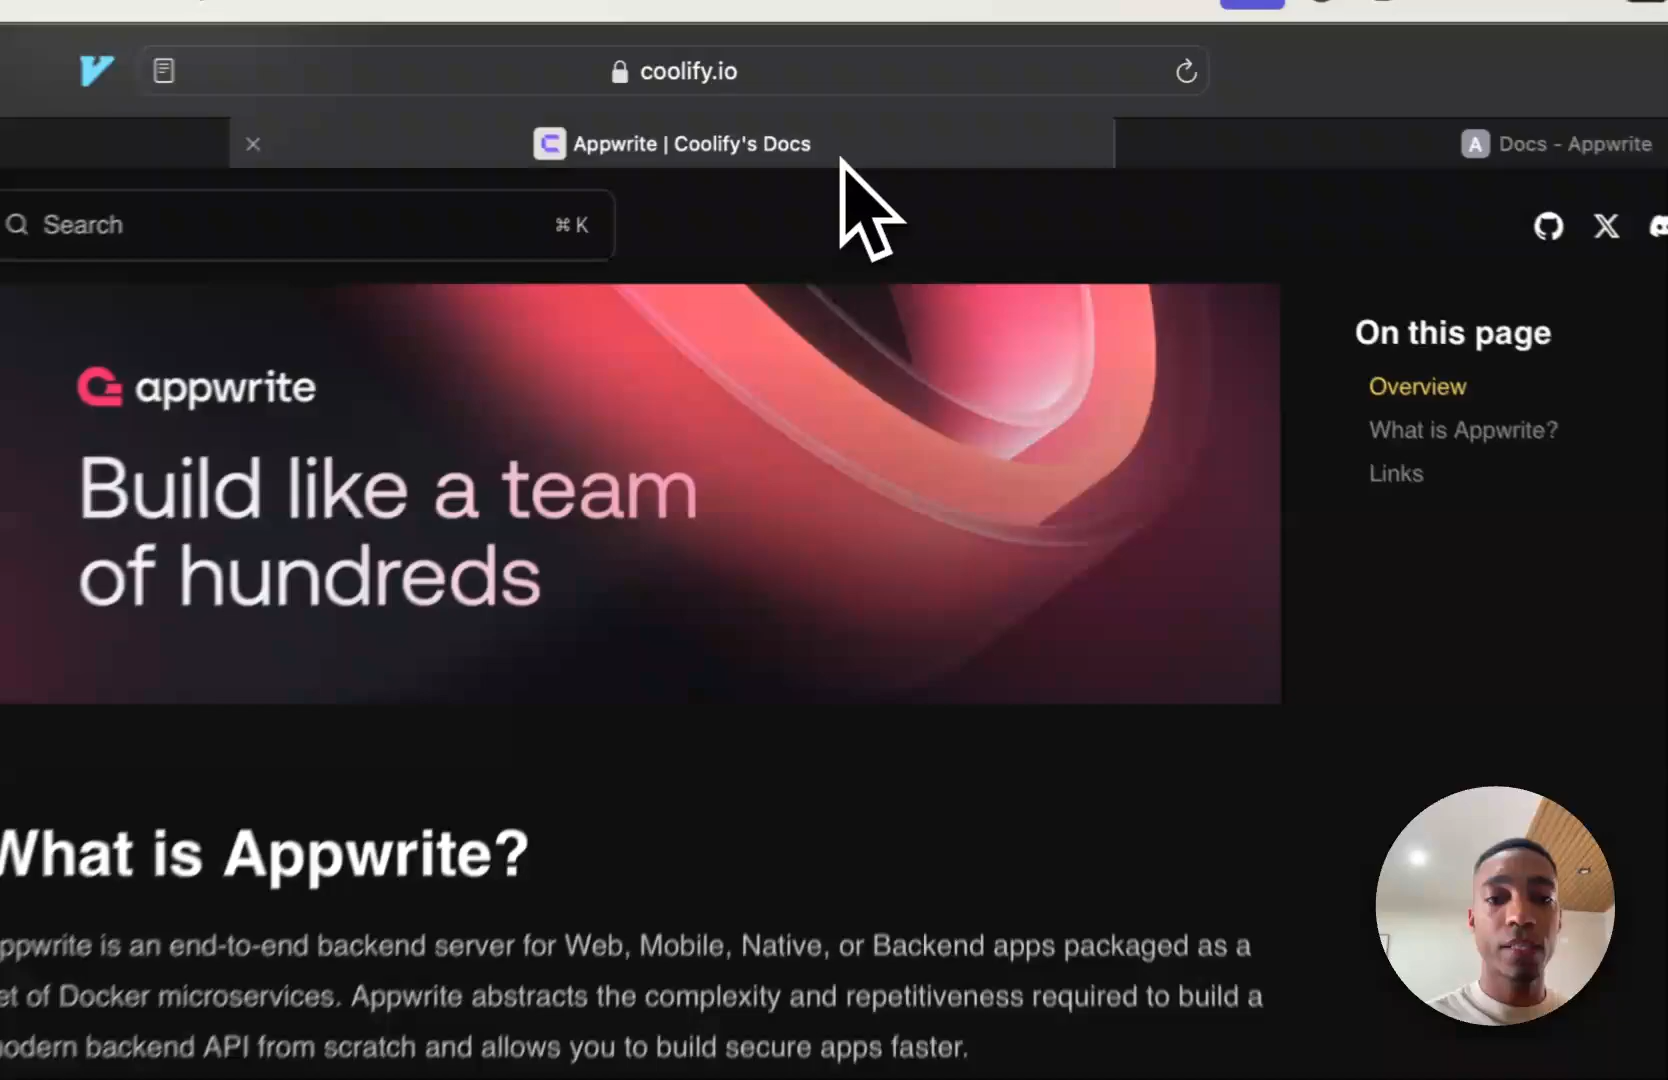 coolify.io
Appwrite | Coolify's Docs
A Docs - Appwrite
Search
⌘ K
On this page
Overview
What is Appwrite?
Links
appwrite
Build like a team
of hundreds
What is Appwrite?
ppwrite is an end-to-end backend server for Web, Mobile, Native, or Backend apps packaged as a
et of Docker microservices. Appwrite abstracts the complexity and repetitiveness required to build a
odern backend API from scratch and allows you to build secure apps faster.